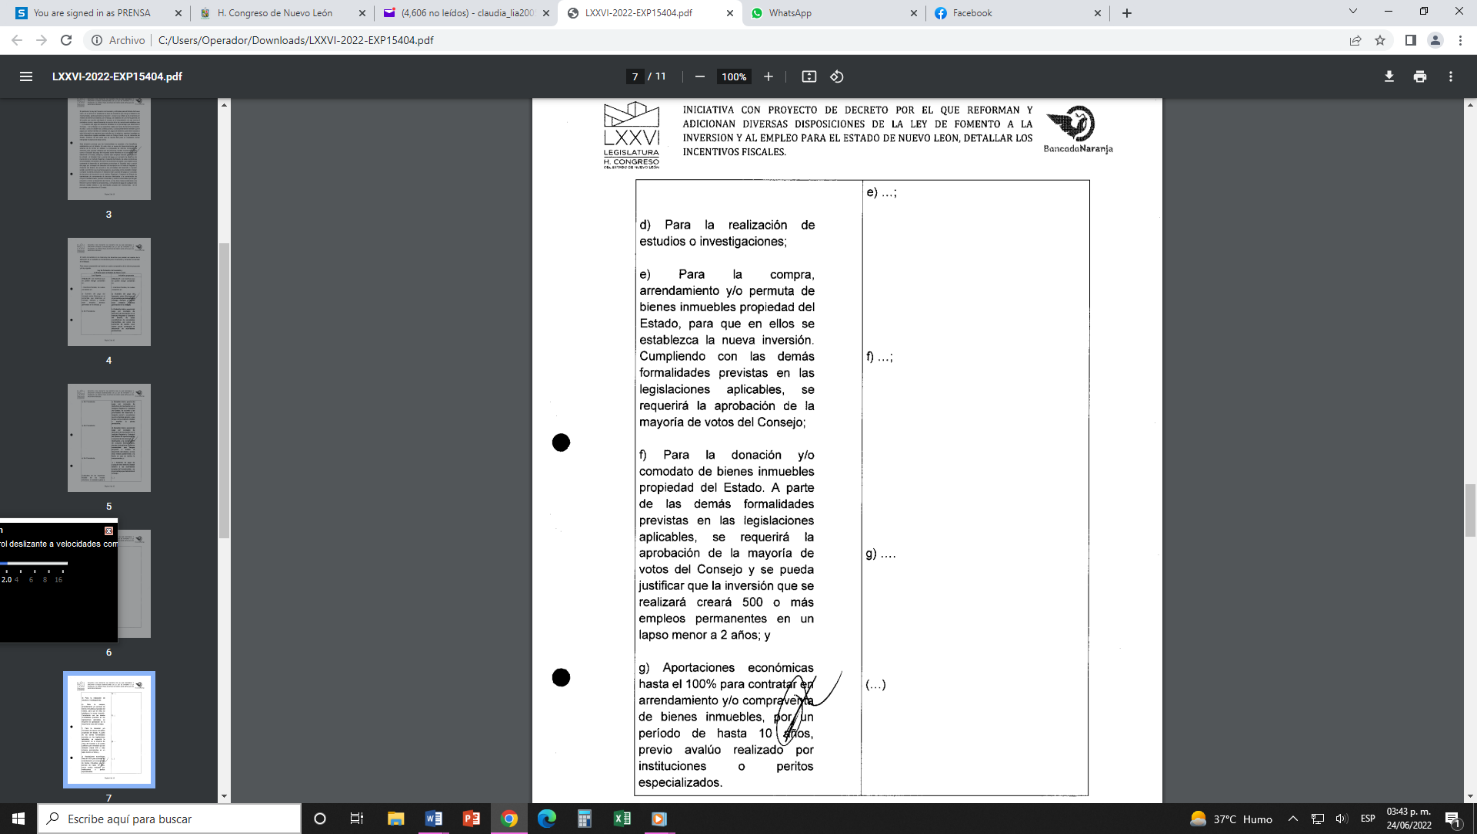 You are signed in as PRENSA
H. Congreso de Nuevo León
(4,606 no leídos) - claudia_lia200
LXXVI-2022-EXP15404.pdf
WhatsApp
Facebook
Archivo
C:/Users/Operador/Downloads/LXXVI-2022-EXP15404.pdf
LXXVI-2022-EXP15404.pdf
7 / 11
100%
3
4
5
n
rol deslizante a velocidades com
2.0 4 6 8 16
6
7
LXXVI
LEGISLATURA
H. CONGRESO
DEL ESTADO DE NUEVO LEÓN
INICIATIVA CON PROYECTO DE DECRETO POR EL QUE REFORMAN Y
ADICIONAN DIVERSAS DISPOSICIONES DE LA LEY DE FOMENTO A LA
INVERSION Y AL EMPLEO PARA EL ESTADO DE NUEVO LEON, DETALLAR LOS
INCENTIVOS FISCALES.
BancadaNaranja
d) Para la realización de
estudios o investigaciones;
e) Para la compra,
arrendamiento y/o permuta de
bienes inmuebles propiedad del
Estado, para que en ellos se
establezca la nueva inversión.
Cumpliendo con las demás
formalidades previstas en las
legislaciones aplicables, se
requerirá la aprobación de la
mayoría de votos del Consejo;
f) Para la donación y/o
comodato de bienes inmuebles
propiedad del Estado. A parte
de las demás formalidades
previstas en las legislaciones
aplicables, se requerirá la
aprobación de la mayoría de
votos del Consejo y se pueda
justificar que la inversión que se
realizará creará 500 o más
empleos permanentes en un
lapso menor a 2 años; y
g) Aportaciones económicas
hasta el 100% para contratar en
arrendamiento y/o compraventa
de bienes inmuebles, por un
período de hasta 10 años,
previo avalúo realizado por
instituciones o peritos
especializados.
e) ...;
f) ...;
g) ....
(...)
Escribe aquí para buscar
37°C Humo
ESP
03:43 p. m.
24/06/2022
1